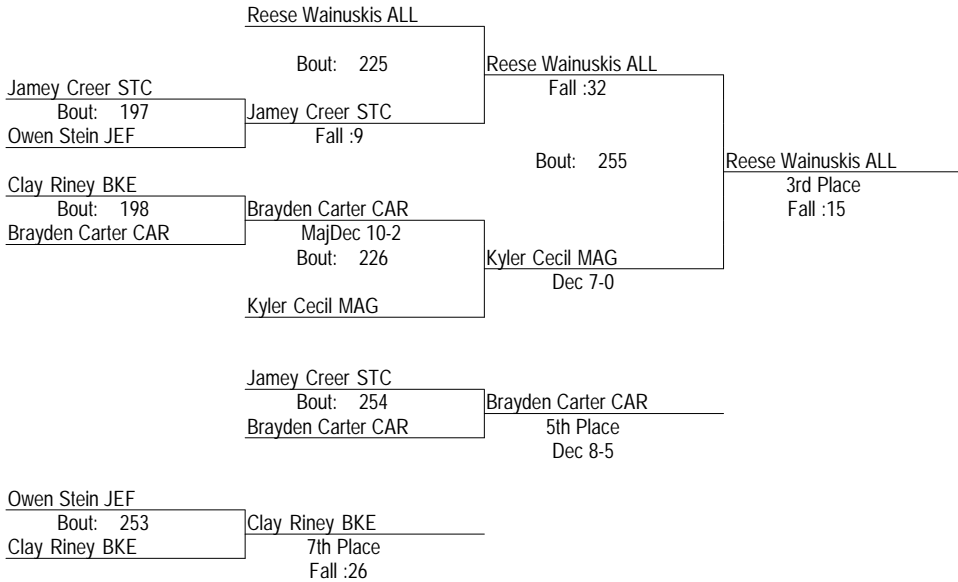 Reese Wainuskis ALL
Bout: 225
Reese Wainuskis ALL
Fall :32
Jamey Creer STC
Bout: 197
Jamey Creer STC
Fall :9
Owen Stein JEF
Bout: 255
Reese Wainuskis ALL
3rd Place
Fall :15
Clay Riney BKE
Bout: 198
Brayden Carter CAR
Brayden Carter CAR
MajDec 10-2
Bout: 226
Kyler Cecil MAG
Dec 7-0
Kyler Cecil MAG
Jamey Creer STC
Bout: 254
Brayden Carter CAR
Brayden Carter CAR
5th Place
Dec 8-5
Owen Stein JEF
Bout: 253
Clay Riney BKE
Clay Riney BKE
7th Place
Fall :26